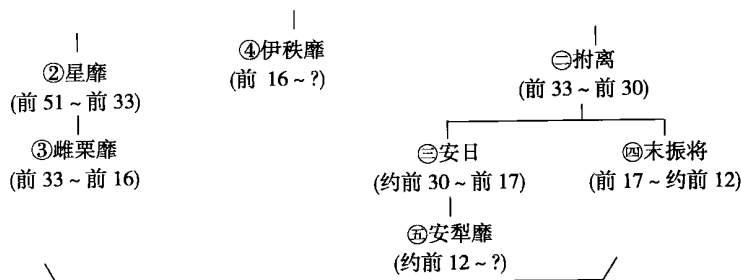 ②星靡
(前 51 ~ 前 33)
③雌栗靡
(前 33 ~ 前 16)
④伊秩靡
(前 16 ~ ?)
㊁拊离
(前 33 ~ 前 30)
㊂安日
(约前 30 ~ 前 17)
㊃末振将
(前 17 ~ 约前 12)
㊄安犁靡
(约前 12 ~ ?)